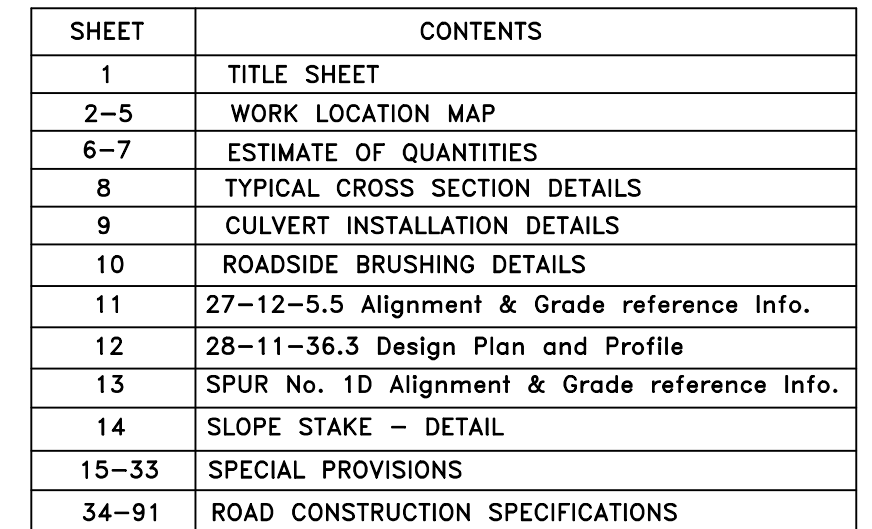 SHEET CONTENTS
1 TITLE SHEET
2-5 WORK LOCATION MAP
6-7 ESTIMATE OF QUANTITIES
8 TYPICAL CROSS SECTION DETAILS
9 CULVERT INSTALLATION DETAILS
10 ROADSIDE BRUSHING DETAILS
11 27-12-5.5 Alignment & Grade reference Info.
12 28-11-36.3 Design Plan and Profile
13 SPUR No. 1D Alignment & Grade reference Info.
14 SLOPE STAKE - DETAIL
15-33 SPECIAL PROVISIONS
34-91 ROAD CONSTRUCTION SPECIFICATIONS